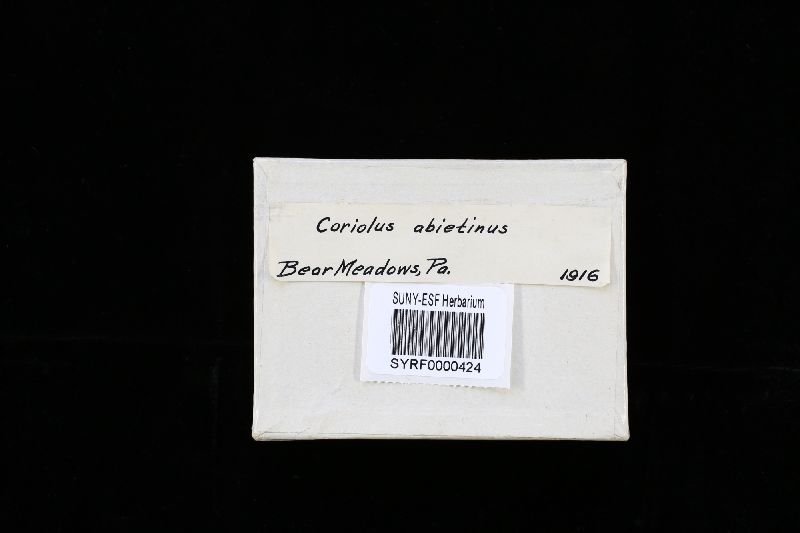 Coriolus abietinus
Bear Meadows, Pa. 1916
SUNY-ESF Herbarium
SYRF0000424